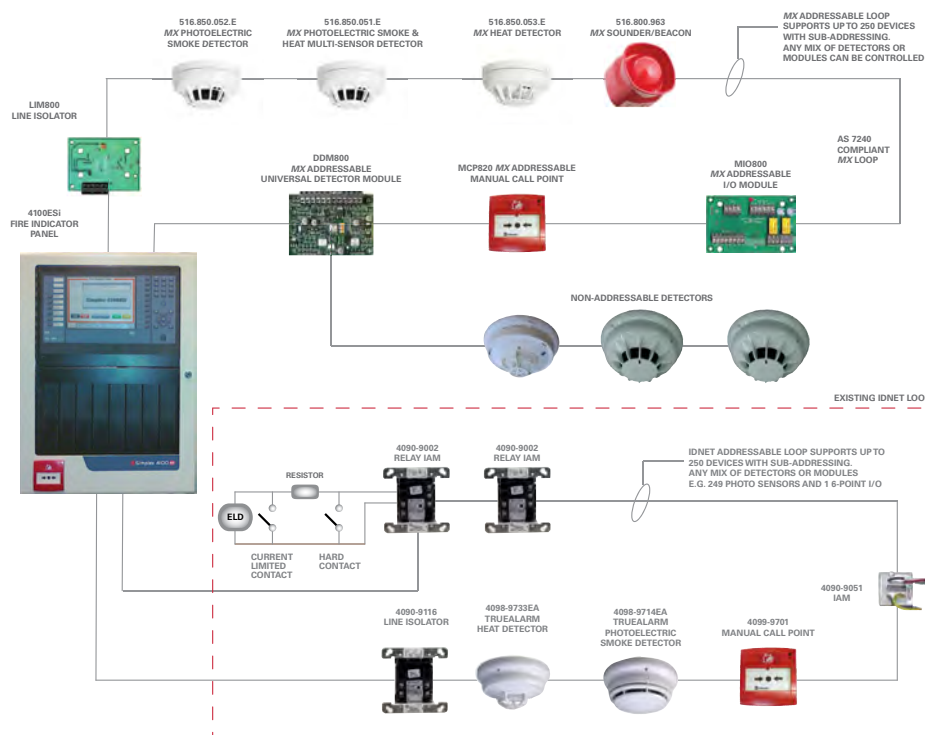 516.850.052.E
MX PHOTOELECTRIC
SMOKE DETECTOR
516.850.051.E
MX PHOTOELECTRIC SMOKE &
HEAT MULTI-SENSOR DETECTOR
516.850.053.E
MX HEAT DETECTOR
516.800.963
MX SOUNDER/BEACON
MX ADDRESSABLE LOOP
SUPPORTS UP TO 250 DEVICES
WITH SUB-ADDRESSING.
ANY MIX OF DETECTORS OR
MODULES CAN BE CONTROLLED
LIM800
LINE ISOLATOR
AS 7240
COMPLIANT
MX LOOP
DDM800
MX ADDRESSABLE
UNIVERSAL DETECTOR MODULE
MCP820 MX ADDRESSABLE
MANUAL CALL POINT
MIO800
MX ADDRESSABLE
I/O MODULE
4100ESi
FIRE INDICATOR
PANEL
NON-ADDRESSABLE DETECTORS
EXISTING IDNET LOO
4090-9002
RELAY IAM
4090-9002
RELAY IAM
IDNET ADDRESSABLE LOOP SUPPORTS UP TO
250 DEVICES WITH SUB-ADDRESSING.
ANY MIX OF DETECTORS OR MODULES
E.G. 249 PHOTO SENSORS AND 1 6-POINT I/O
RESISTOR
ELD
CURRENT
LIMITED
CONTACT
HARD
CONTACT
4090-9051
IAM
4090-9116
LINE ISOLATOR
4098-9733EA
TRUEALARM
HEAT DETECTOR
4098-9714EA
TRUEALARM
PHOTOELECTRIC
SMOKE DETECTOR
4099-9701
MANUAL CALL POINT